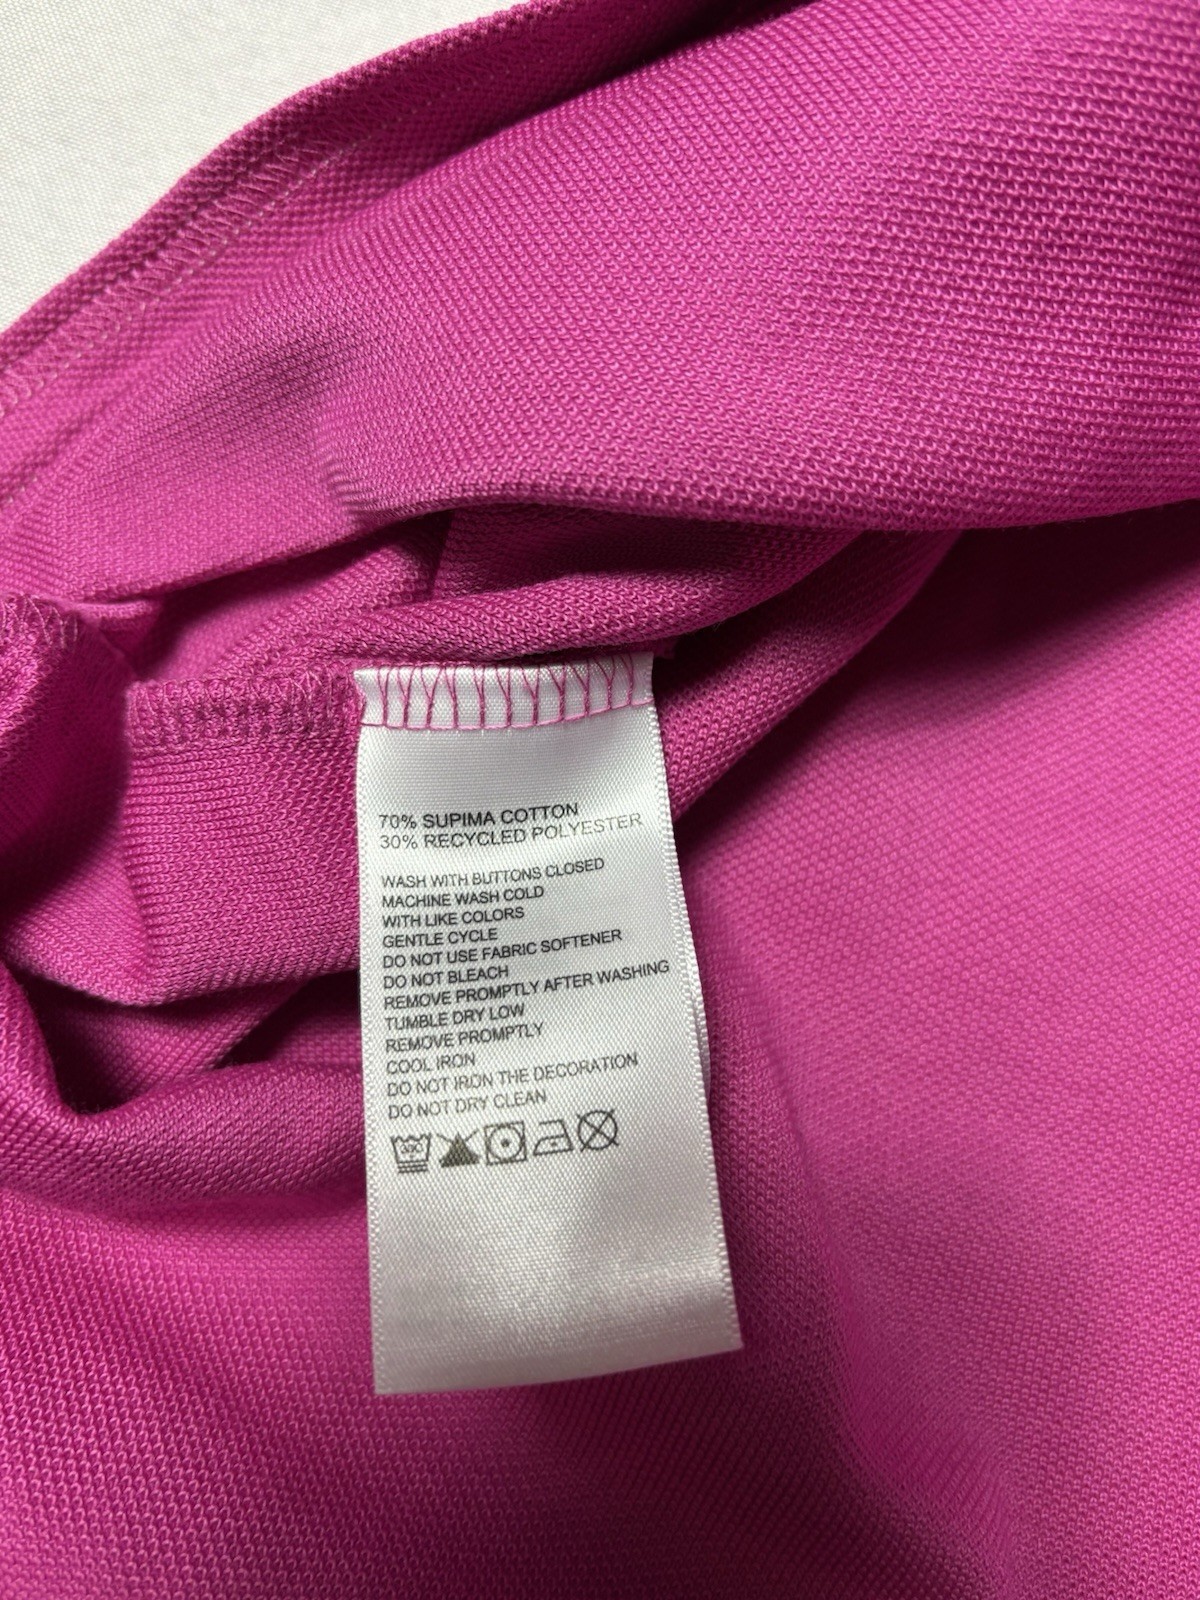 70% SUPIMA COTTON
30% RECYCLED POLYESTER
WASH WITH BUTTONS CLOSED
MACHINE WASH COLD
WITH LIKE COLORS
GENTLE CYCLE
DO NOT USE FABRIC SOFTENER
DO NOT BLEACH
REMOVE PROMPTLY AFTER WASHING
TUMBLE DRY LOW
REMOVE PROMPTLY
COOL IRON
DO NOT IRON THE DECORATION
DO NOT DRY CLEAN